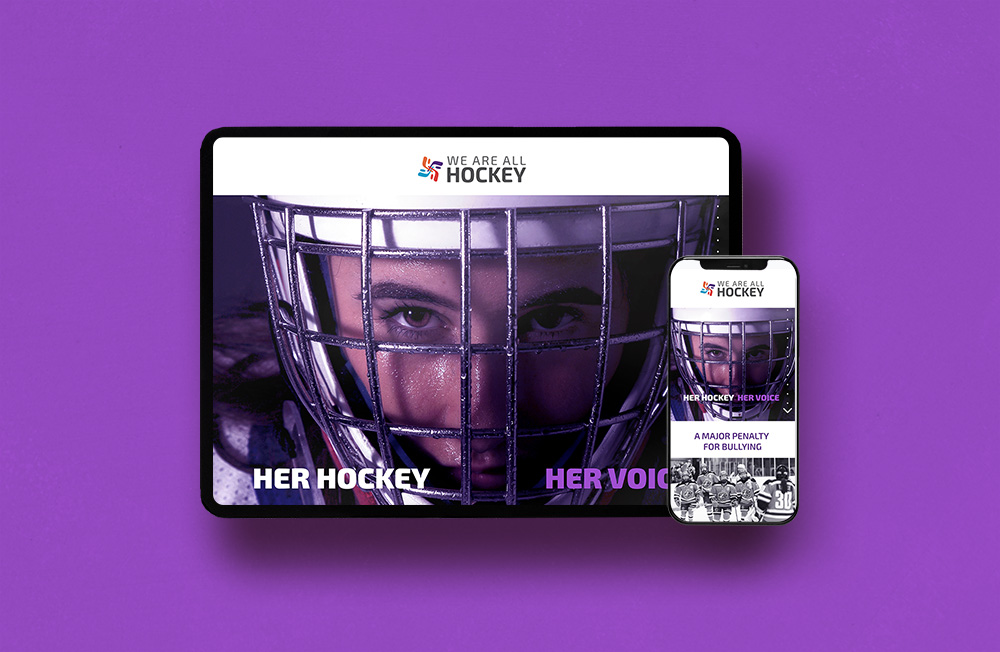 WE ARE ALL
HOCKEY
HER HOCKEY
HER VOIC
WE ARE ALL
HOCKEY
HER HOCKEY HER VOICE
A MAJOR PENALTY
FOR BULLYING
30